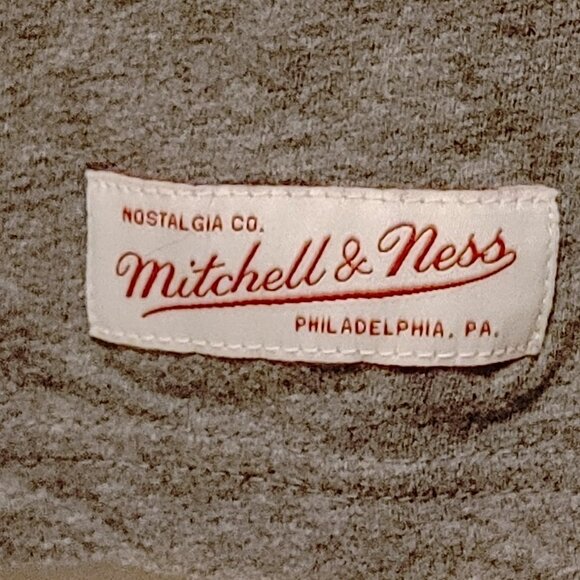 NOSTALGIA CO.
Mitchell & Ness
PHILADELPHIA, PA.